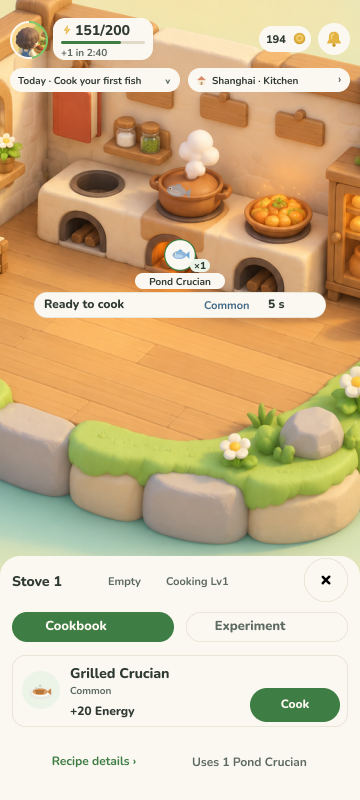 151/200
+1 in 2:40
194
Today · Cook your first fish
Shanghai · Kitchen
×1
Pond Crucian
Ready to cook Common 5 s
Stove 1 Empty Cooking Lv1
Cookbook Experiment
Grilled Crucian
Common
+20 Energy
Cook
Recipe details › Uses 1 Pond Crucian